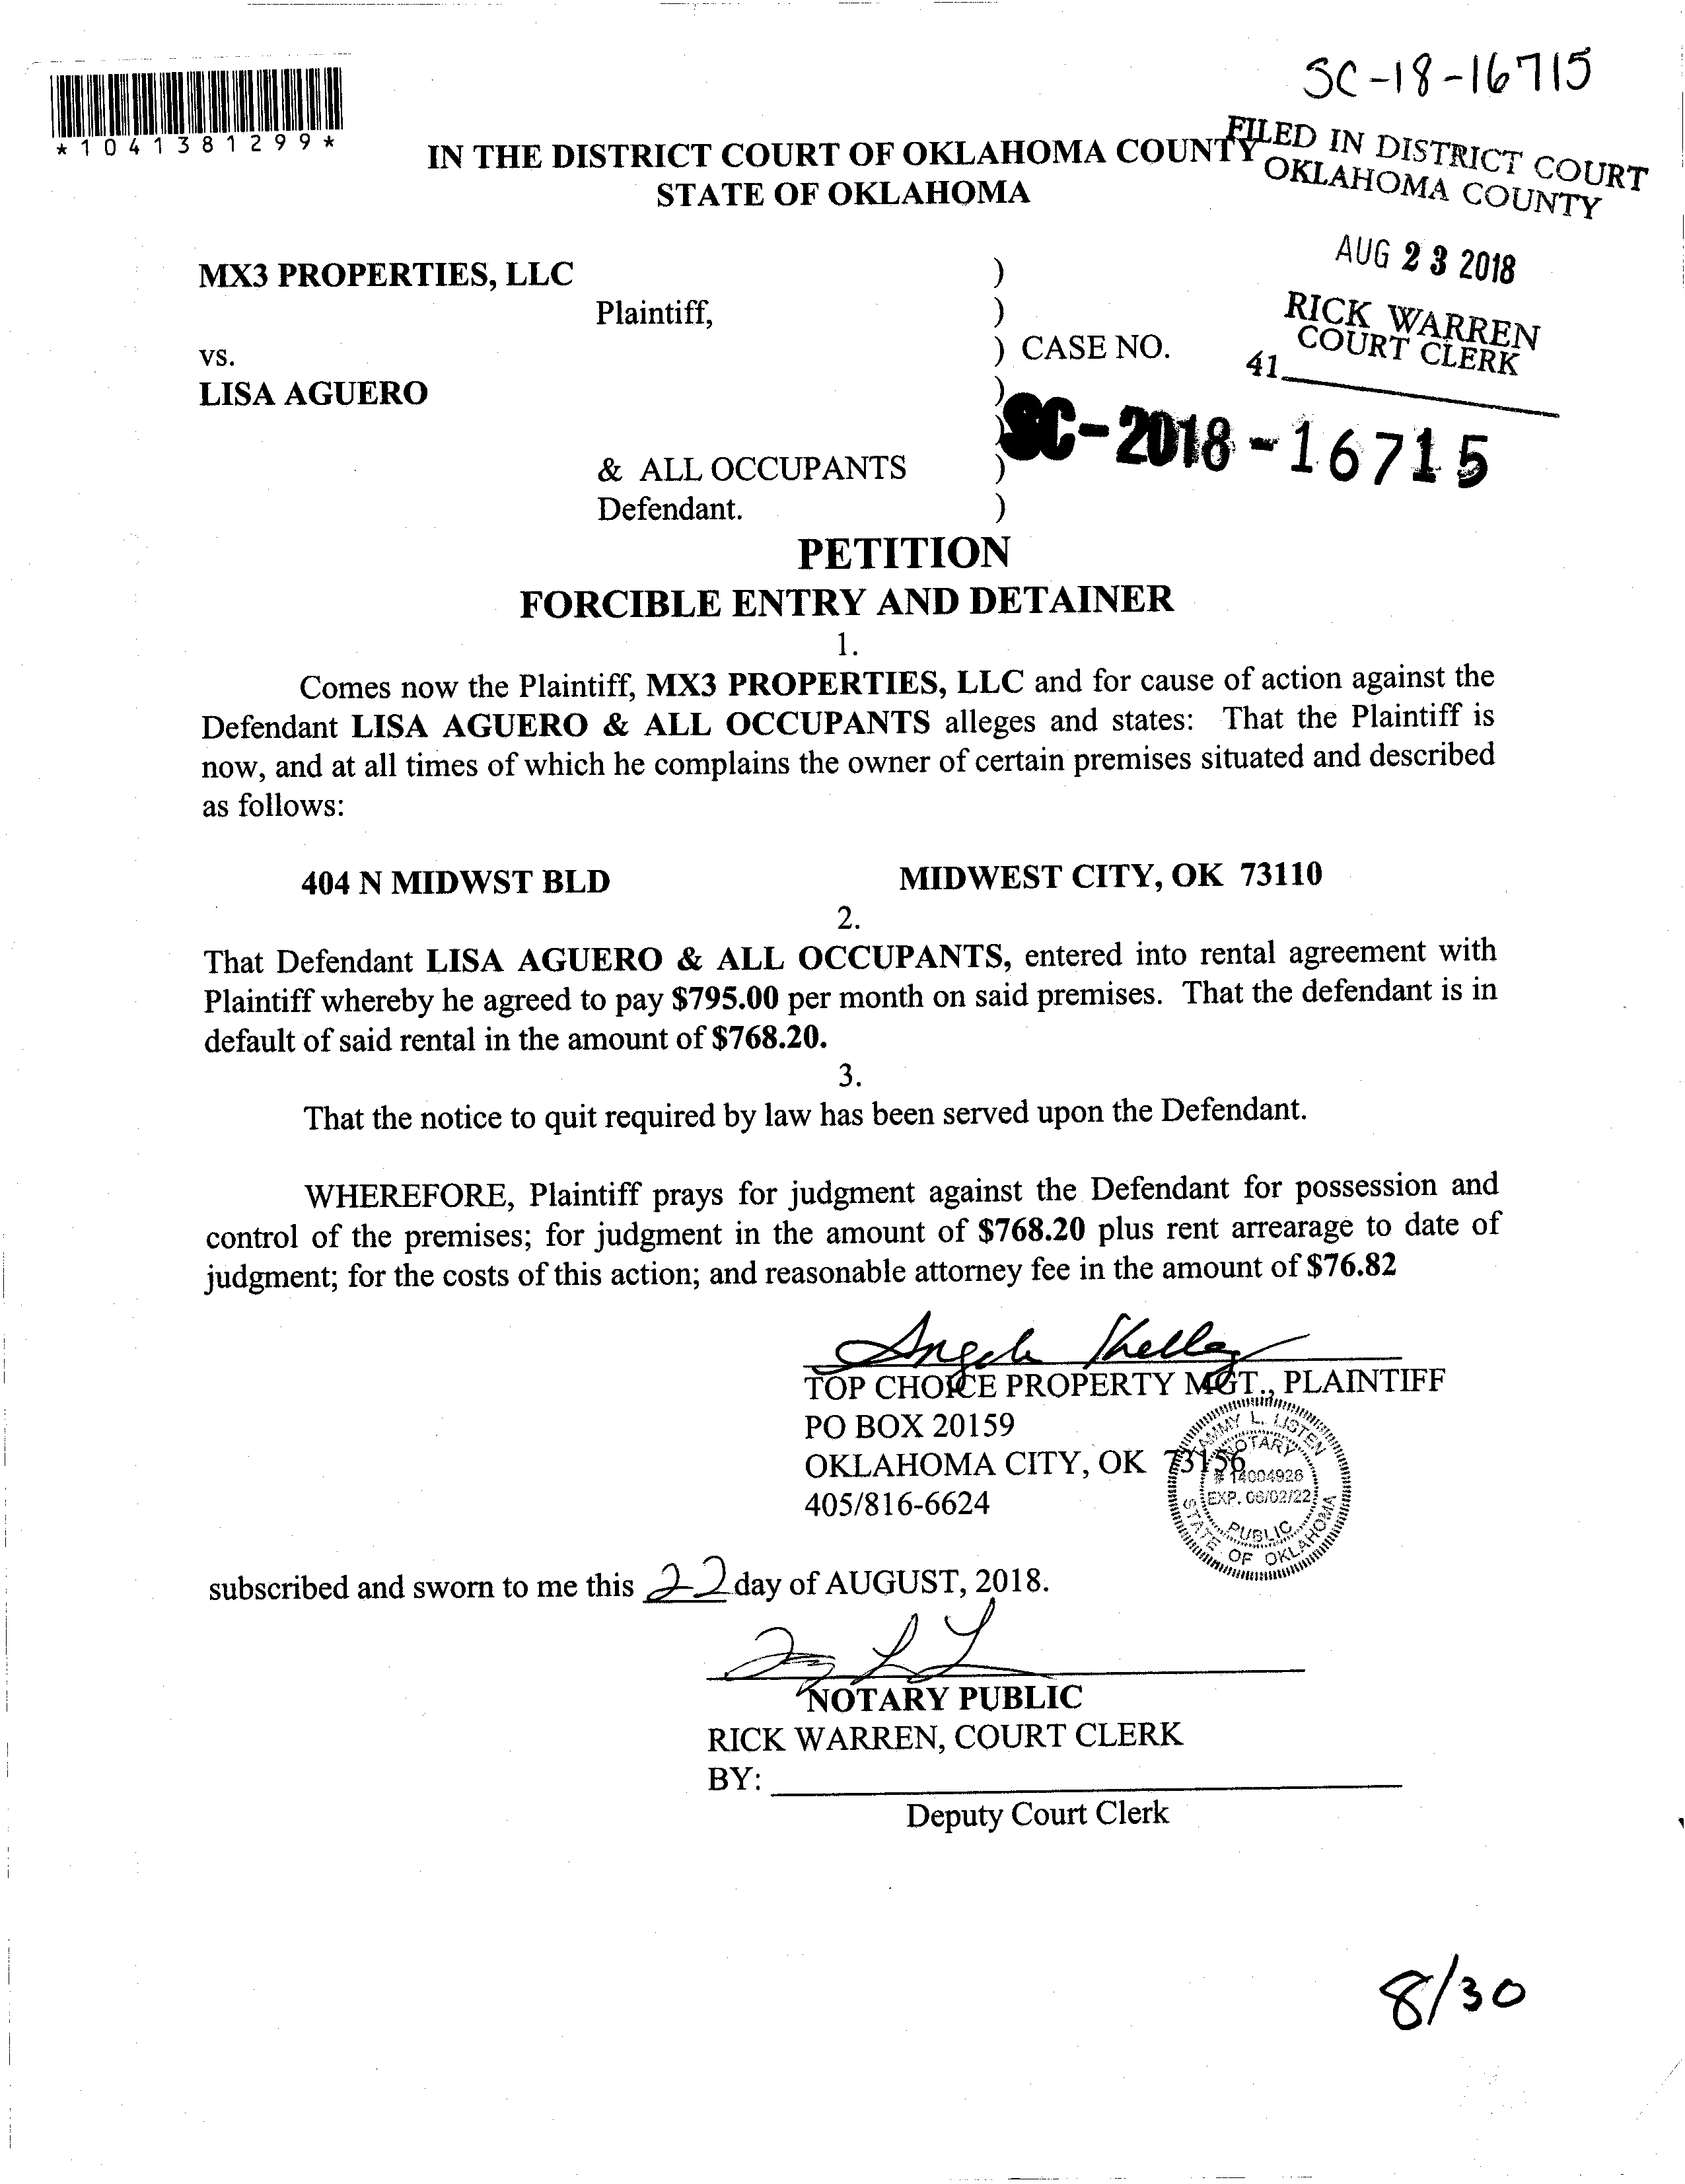 SC-18-16715
*1041381299*
IN THE DISTRICT COURT OF OKLAHOMA COUNTY
STATE OF OKLAHOMA
FILED IN DISTRICT COURT
OKLAHOMA COUNTY
AUG 23 2018
RICK WARREN
COURT CLERK
41
MX3 PROPERTIES, LLC )
Plaintiff, )
vs. ) CASE NO.
LISA AGUERO )
SC-2018-16715
& ALL OCCUPANTS )
Defendant. )
PETITION
FORCIBLE ENTRY AND DETAINER
1.
Comes now the Plaintiff, MX3 PROPERTIES, LLC and for cause of action against the
Defendant LISA AGUERO & ALL OCCUPANTS alleges and states: That the Plaintiff is
now, and at all times of which he complains the owner of certain premises situated and described
as follows:
404 N MIDWST BLD MIDWEST CITY, OK 73110
2.
That Defendant LISA AGUERO & ALL OCCUPANTS, entered into rental agreement with
Plaintiff whereby he agreed to pay $795.00 per month on said premises. That the defendant is in
default of said rental in the amount of $768.20.
3.
That the notice to quit required by law has been served upon the Defendant.
WHEREFORE, Plaintiff prays for judgment against the Defendant for possession and
control of the premises; for judgment in the amount of $768.20 plus rent arrearage to date of
judgment; for the costs of this action; and reasonable attorney fee in the amount of $76.82
Angela Shelley
TOP CHOICE PROPERTY MGT., PLAINTIFF
PO BOX 20159
OKLAHOMA CITY, OK 73156
405/816-6624
TAMMY L. LISTEN
NOTARY
# 14004926
EXP. 06/02/22
PUBLIC
STATE OF OKLAHOMA
subscribed and sworn to me this 22 day of AUGUST, 2018.
NOTARY PUBLIC
RICK WARREN, COURT CLERK
BY:
Deputy Court Clerk
8/30